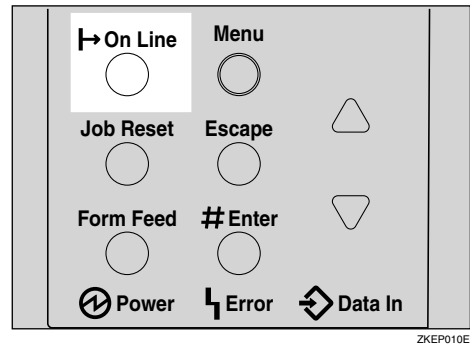 On Line Menu
Job Reset Escape
Form Feed # Enter
Power Error Data In
ZKEP010E